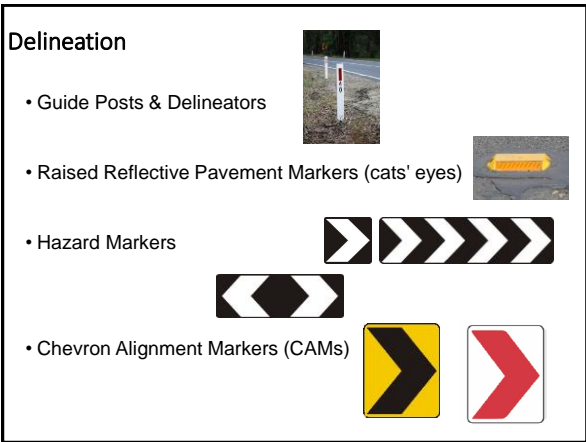 Delineation
• Guide Posts & Delineators
• Raised Reflective Pavement Markers (cats' eyes)
• Hazard Markers
• Chevron Alignment Markers (CAMs)